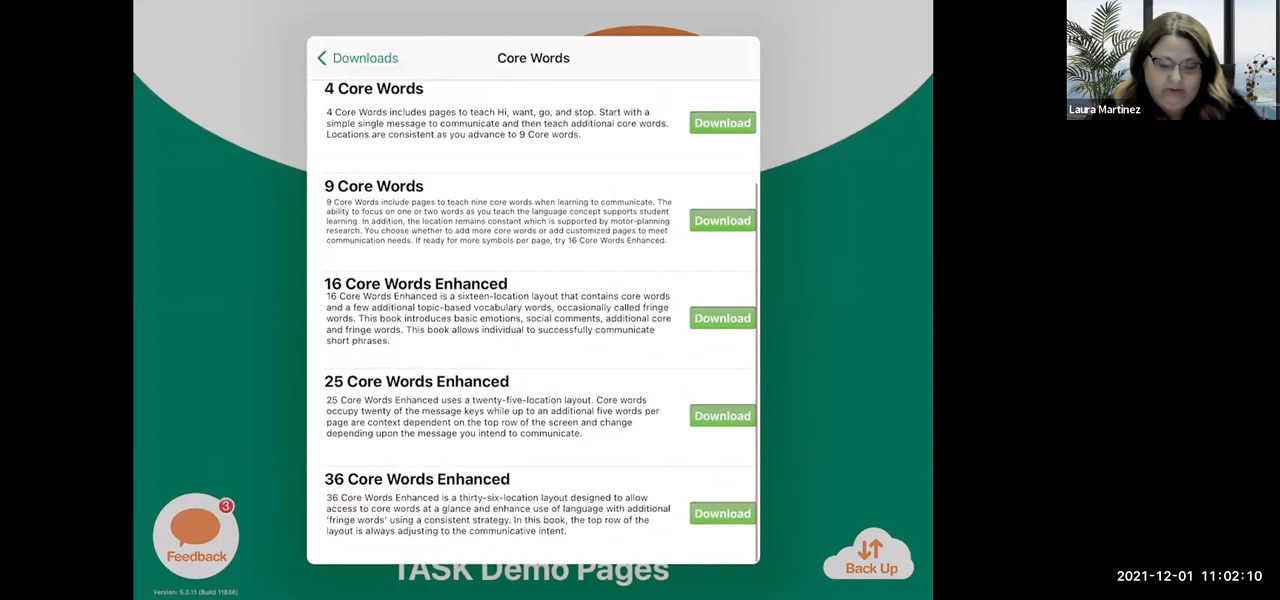 Downloads
Core Words
4 Core Words
4 Core Words includes pages to teach Hi, want, go, and stop. Start with a
simple single message to communicate and then teach additional core words.
Locations are consistent as you advance to 9 Core words.
Download
9 Core Words
9 Core Words include pages to teach nine core words when learning to communicate. The
ability to focus on one or two words as you teach the language concept supports student
learning. In addition, the location remains constant which is supported by motor-planning
research. You choose whether to add more core words or add customized pages to meet
communication needs. If ready for more symbols per page, try 16 Core Words Enhanced.
Download
16 Core Words Enhanced
16 Core Words Enhanced is a sixteen-location layout that contains core words
and a few additional topic-based vocabulary words, occasionally called fringe
words. This book introduces basic emotions, social comments, additional core
and fringe words. This book allows individual to successfully communicate
short phrases.
Download
25 Core Words Enhanced
25 Core Words Enhanced uses a twenty-five-location layout. Core words
occupy twenty of the message keys while up to an additional five words per
page are context dependent on the top row of the screen and change
depending upon the message you intend to communicate.
Download
36 Core Words Enhanced
36 Core Words Enhanced is a thirty-six-location layout designed to allow
access to core words at a glance and enhance use of language with additional
'fringe words' using a consistent strategy. In this book, the top row of the
layout is always adjusting to the communicative intent.
Download
3
Feedback
Version: 5.0.11 (Build 11836)
TASK Demo Pages
Back Up
Laura Martinez
2021-12-01 11:02:10